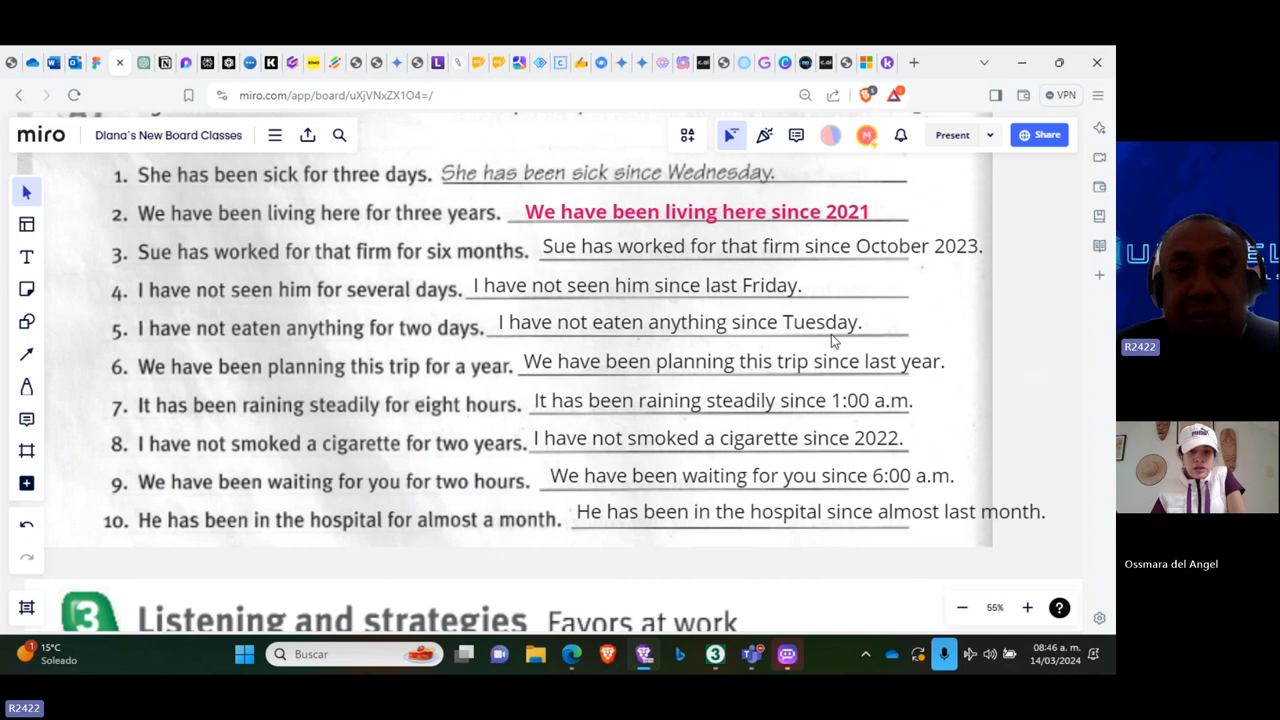 miro.com/app/board/uXjVNxZX1O4=/
VPN
miro
DIana's New Board Classes
Present
Share
1. She has been sick for three days. She has been sick since Wednesday.
2. We have been living here for three years. We have been living here since 2021
3. Sue has worked for that firm for six months. Sue has worked for that firm since October 2023.
4. I have not seen him for several days. I have not seen him since last Friday.
5. I have not eaten anything for two days. I have not eaten anything since Tuesday.
6. We have been planning this trip for a year. We have been planning this trip since last year.
7. It has been raining steadily for eight hours. It has been raining steadily since 1:00 a.m.
8. I have not smoked a cigarette for two years. I have not smoked a cigarette since 2022.
9. We have been waiting for you for two hours. We have been waiting for you since 6:00 a.m.
10. He has been in the hospital for almost a month. He has been in the hospital since almost last month.
3 Listening and strategies Favors at work
55%
R2422
Ossmara del Angel
15°C
Soleado
Buscar
08:46 a. m.
14/03/2024
R2422